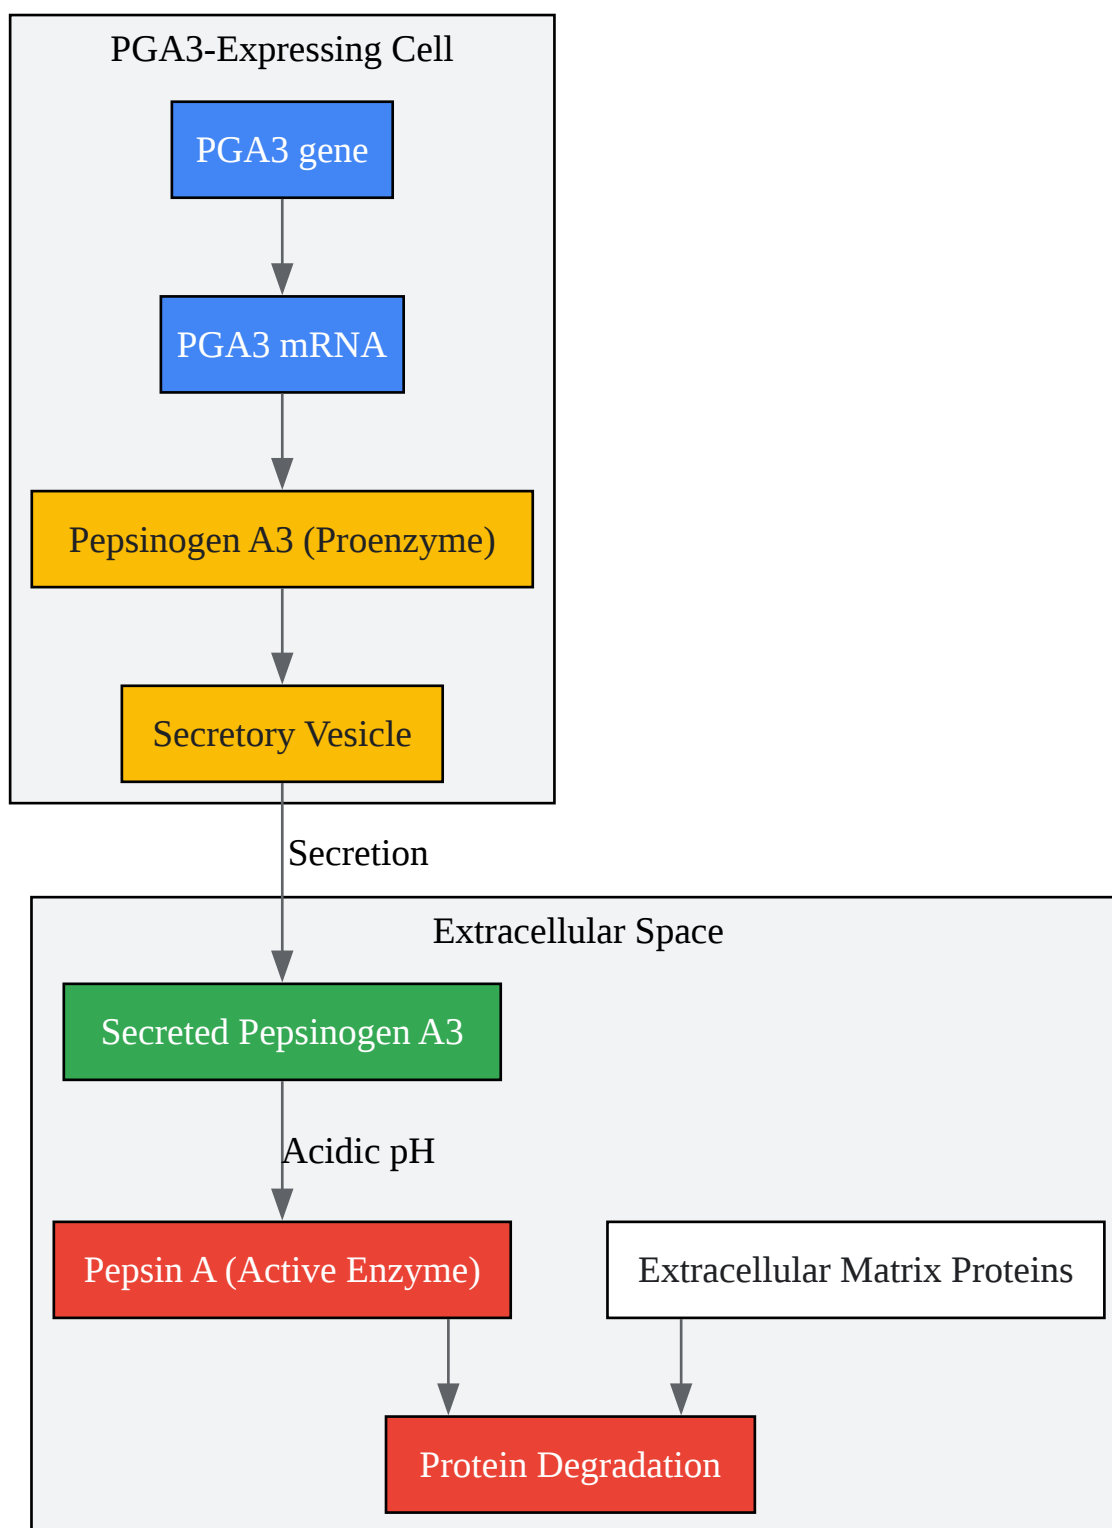 PGA3-Expressing Cell
PGA3 gene
PGA3 mRNA
Pepsinogen A3 (Proenzyme)
Secretory Vesicle
Secretion
Extracellular Space
Secreted Pepsinogen A3
Acidic pH
Pepsin A (Active Enzyme)
Extracellular Matrix Proteins
Protein Degradation